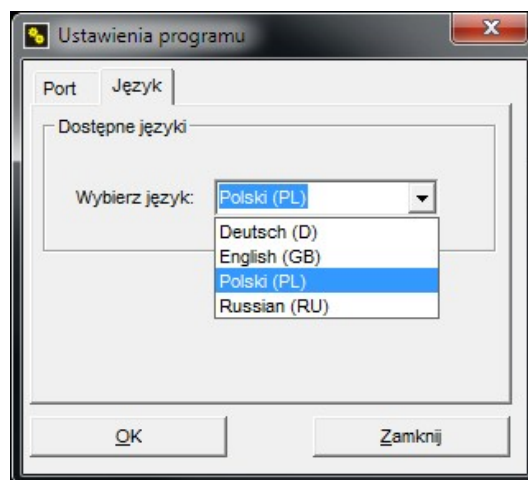 Ustawienia programu
Port Język
Dostępne języki
Wybierz język: Polski (PL)
Deutsch (D)
English (GB)
Polski (PL)
Russian (RU)
OK Zamknij